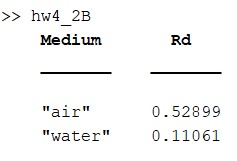 >> hw4_2B
Medium Rd
"air" 0.52899
"water" 0.11061